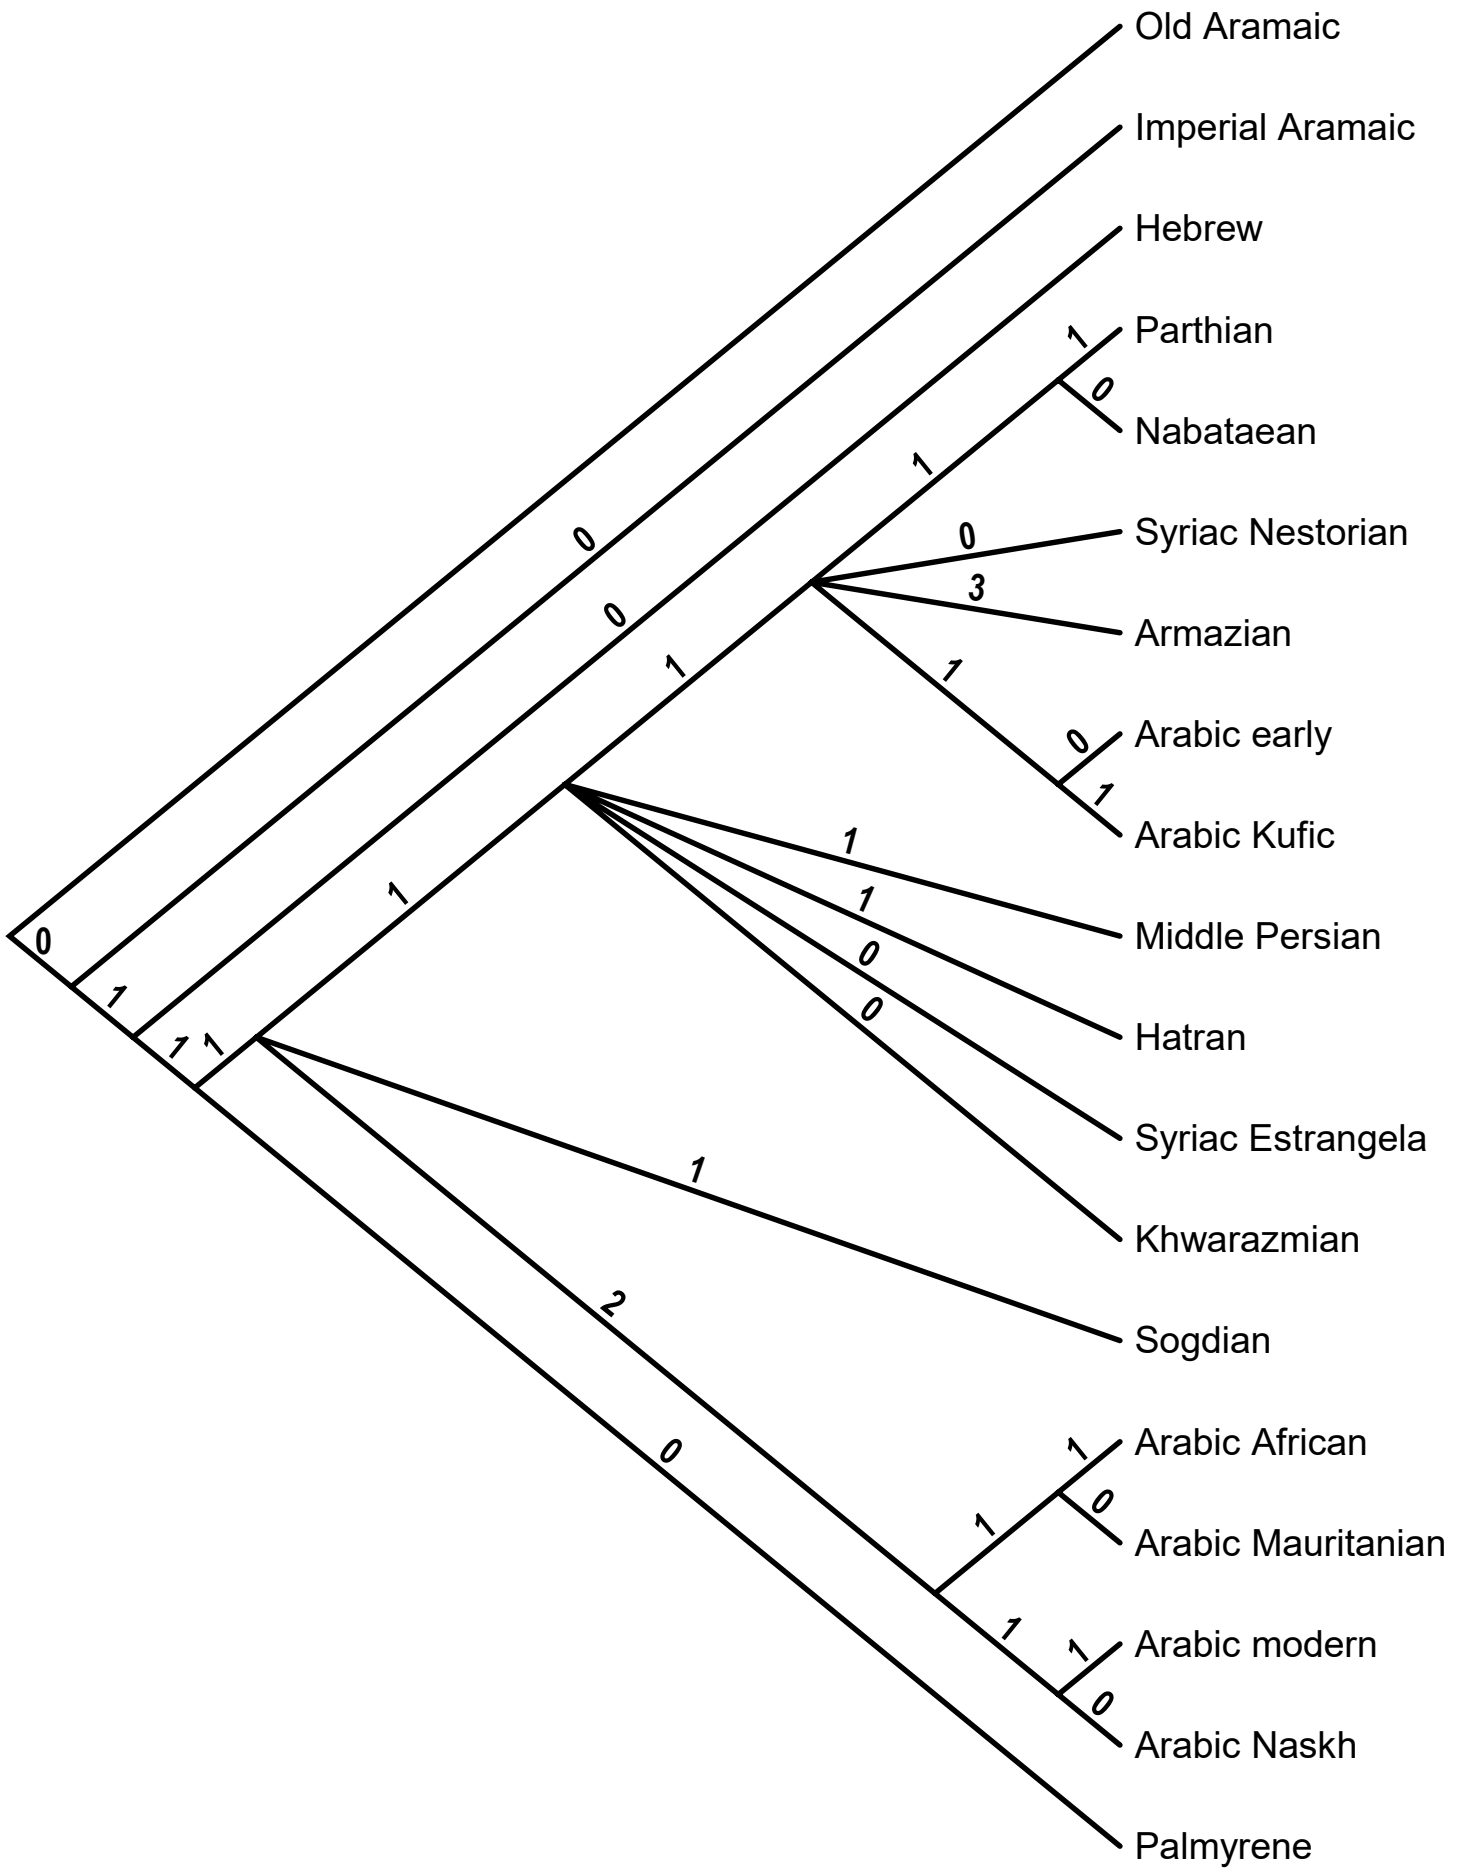 Old Aramaic
Imperial Aramaic
Hebrew
1 Parthian
0
Nabataean
1
0 Syriac Nestorian
0
3
0
Armazian
1 1
0 Arabic early
1
Arabic Kufic
1
1
1
Middle Persian
0
0
0
1
Hatran
1 1
Syriac Estrangela
1
Khwarazmian
2
Sogdian
0
1 Arabic African
0
1
Arabic Mauritanian
1
1 Arabic modern
0
Arabic Naskh
Palmyrene